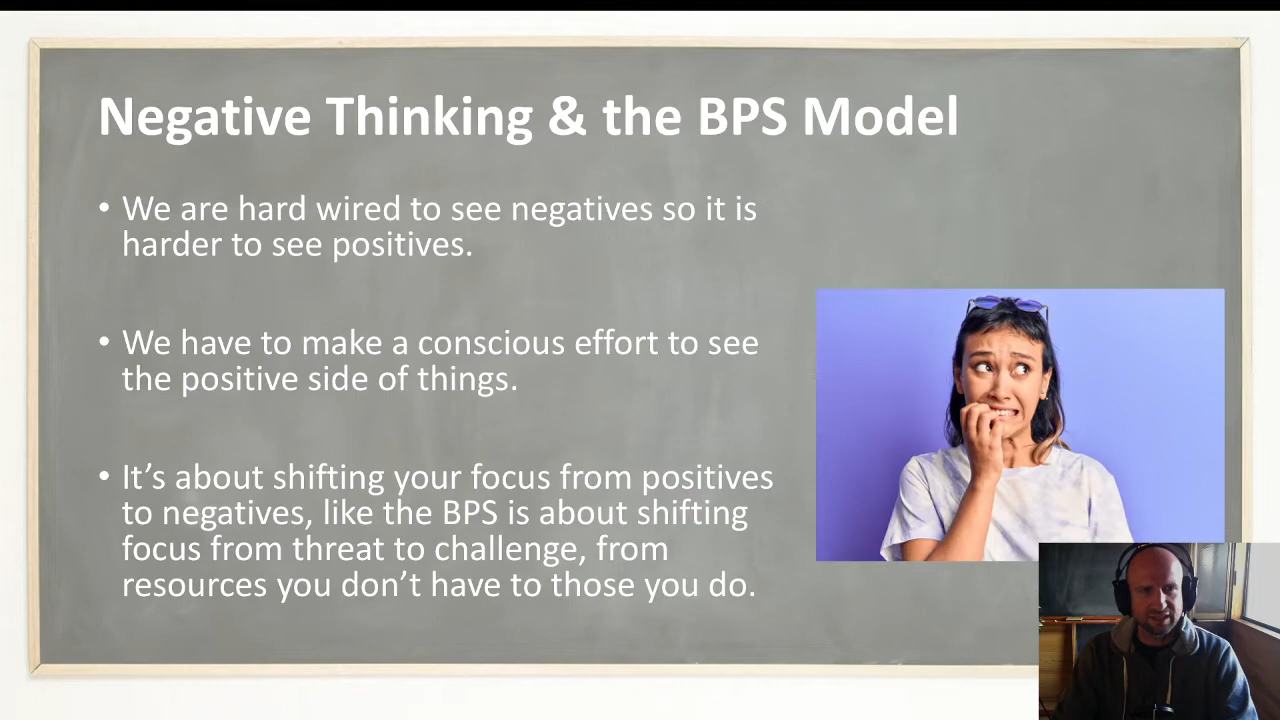 Negative Thinking & the BPS Model
• We are hard wired to see negatives so it is
harder to see positives.
• We have to make a conscious effort to see
the positive side of things.
• It’s about shifting your focus from positives
to negatives, like the BPS is about shifting
focus from threat to challenge, from
resources you don’t have to those you do.